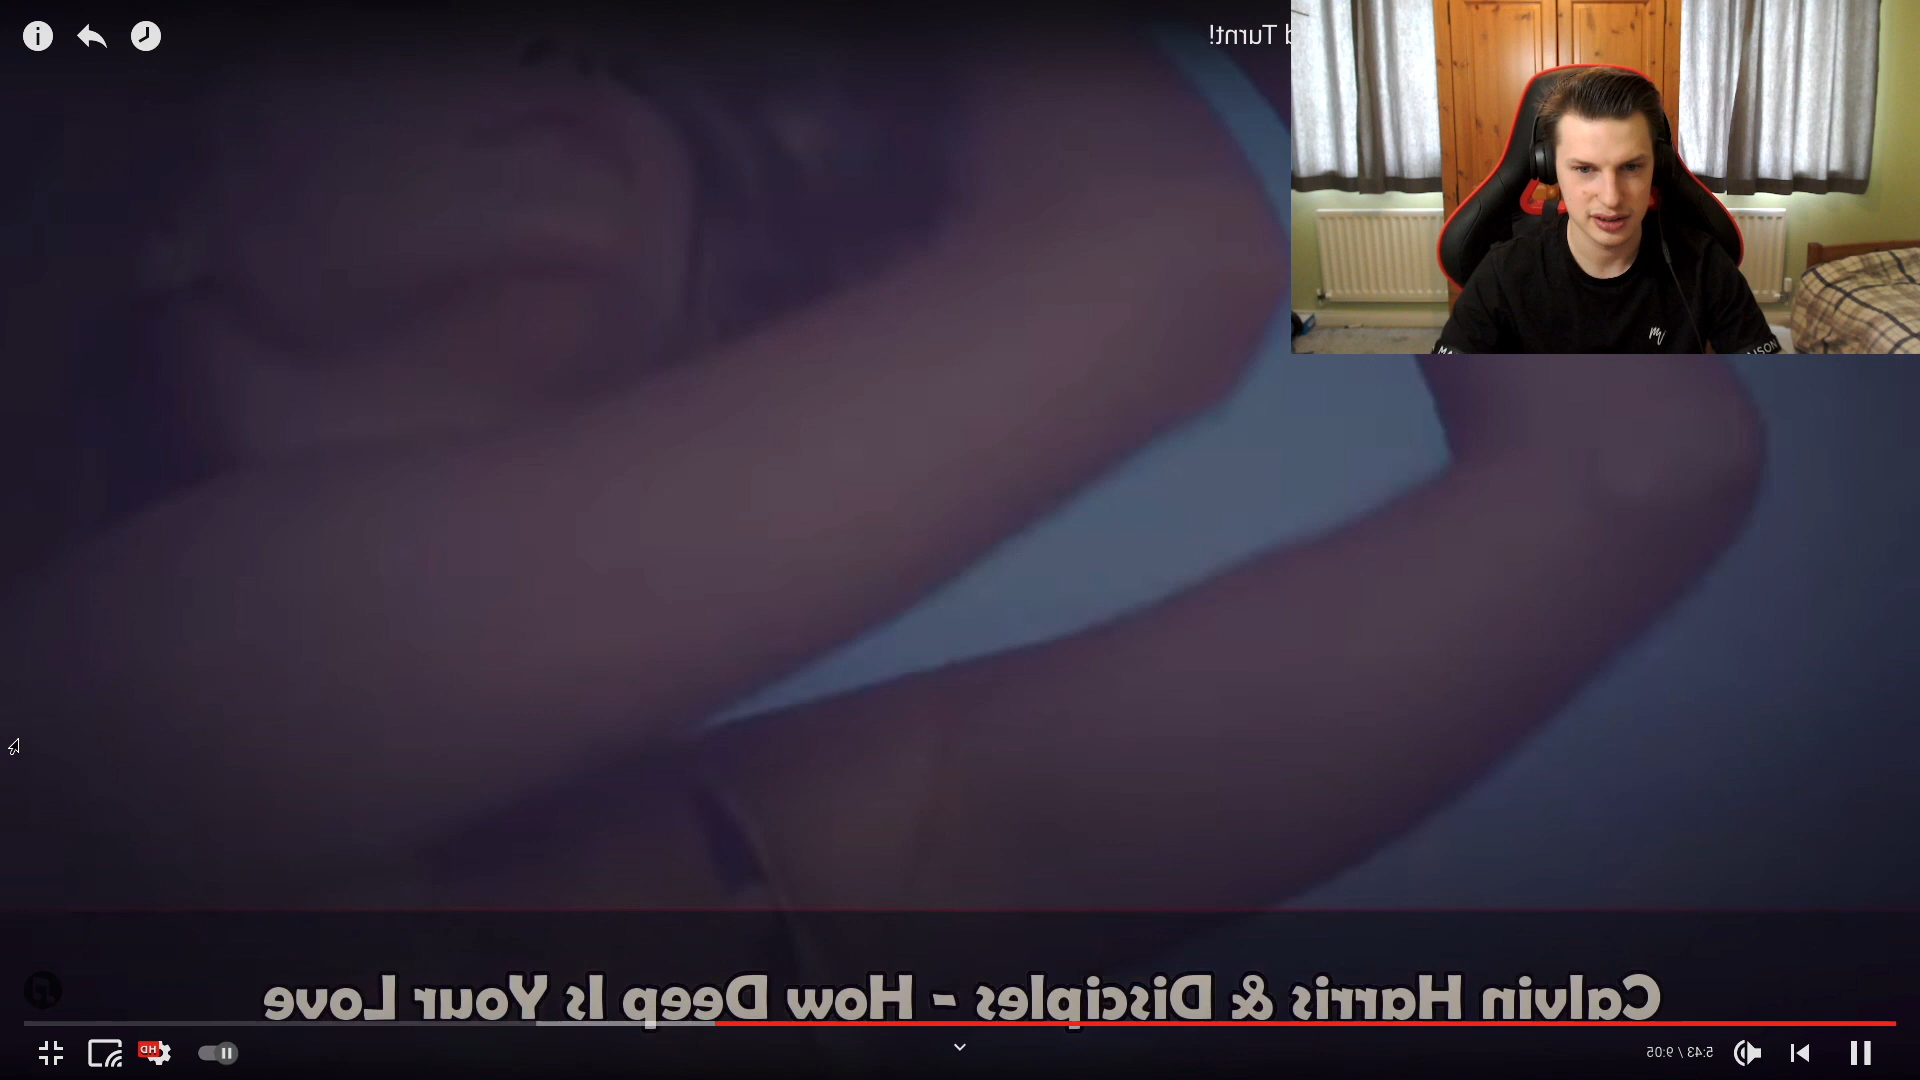 d Turnt!
Calvin Harris & Disciples - How Deep Is Your Love
5:43 / 9:05
HD